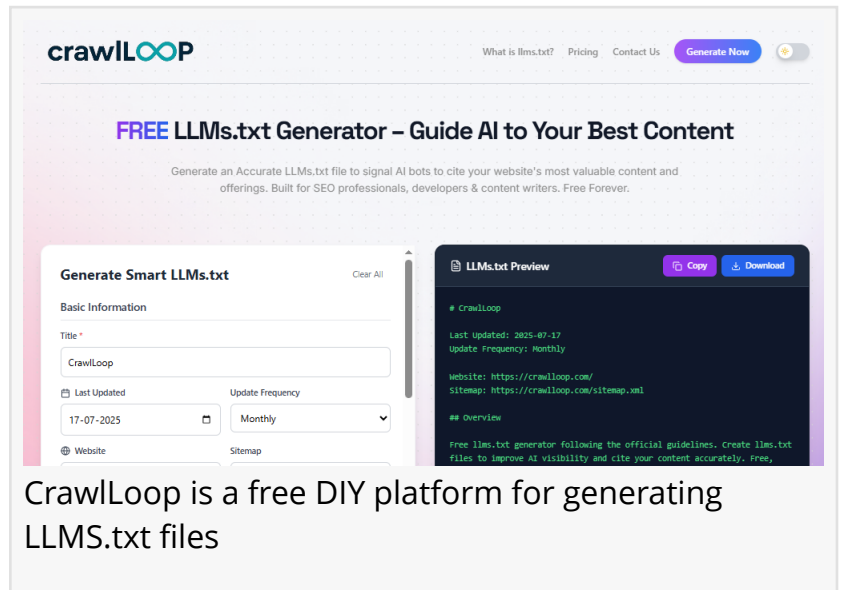 crawlLOOP
What is llms.txt? Pricing Contact Us Generate Now
FREE LLMs.txt Generator – Guide AI to Your Best Content
Generate an Accurate LLMs.txt file to signal AI bots to cite your website's most valuable content and
offerings. Built for SEO professionals, developers & content writers. Free Forever.
Generate Smart LLMs.txt
Clear All
Basic Information
Title *
CrawlLoop
Last Updated
Update Frequency
17-07-2025
Monthly
Website
Sitemap
LLMs.txt Preview
Copy
Download
# CrawlLoop
Last Updated: 2025-07-17
Update Frequency: Monthly
Website: https://crawlloop.com/
Sitemap: https://crawlloop.com/sitemap.xml
## Overview
Free llms.txt generator following the official guidelines. Create llms.txt
files to improve AI visibility and cite your content accurately. Free,
CrawlLoop is a free DIY platform for generating
LLMS.txt files